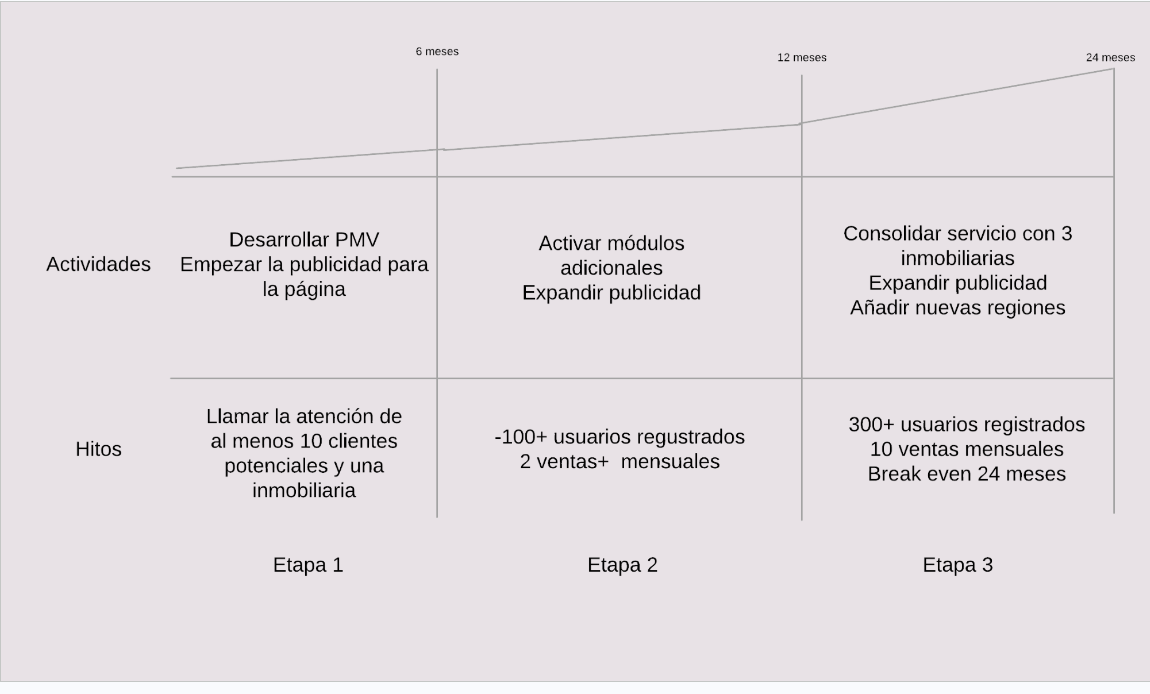 6 meses
12 meses
24 meses
Actividades
Desarrollar PMV
Empezar la publicidad para
la página
Activar módulos
adicionales
Expandir publicidad
Consolidar servicio con 3
inmobiliarias
Expandir publicidad
Añadir nuevas regiones
Hitos
Llamar la atención de
al menos 10 clientes
potenciales y una
inmobiliaria
-100+ usuarios regustrados
2 ventas+  mensuales
300+ usuarios registrados
10 ventas mensuales
Break even 24 meses
Etapa 1
Etapa 2
Etapa 3